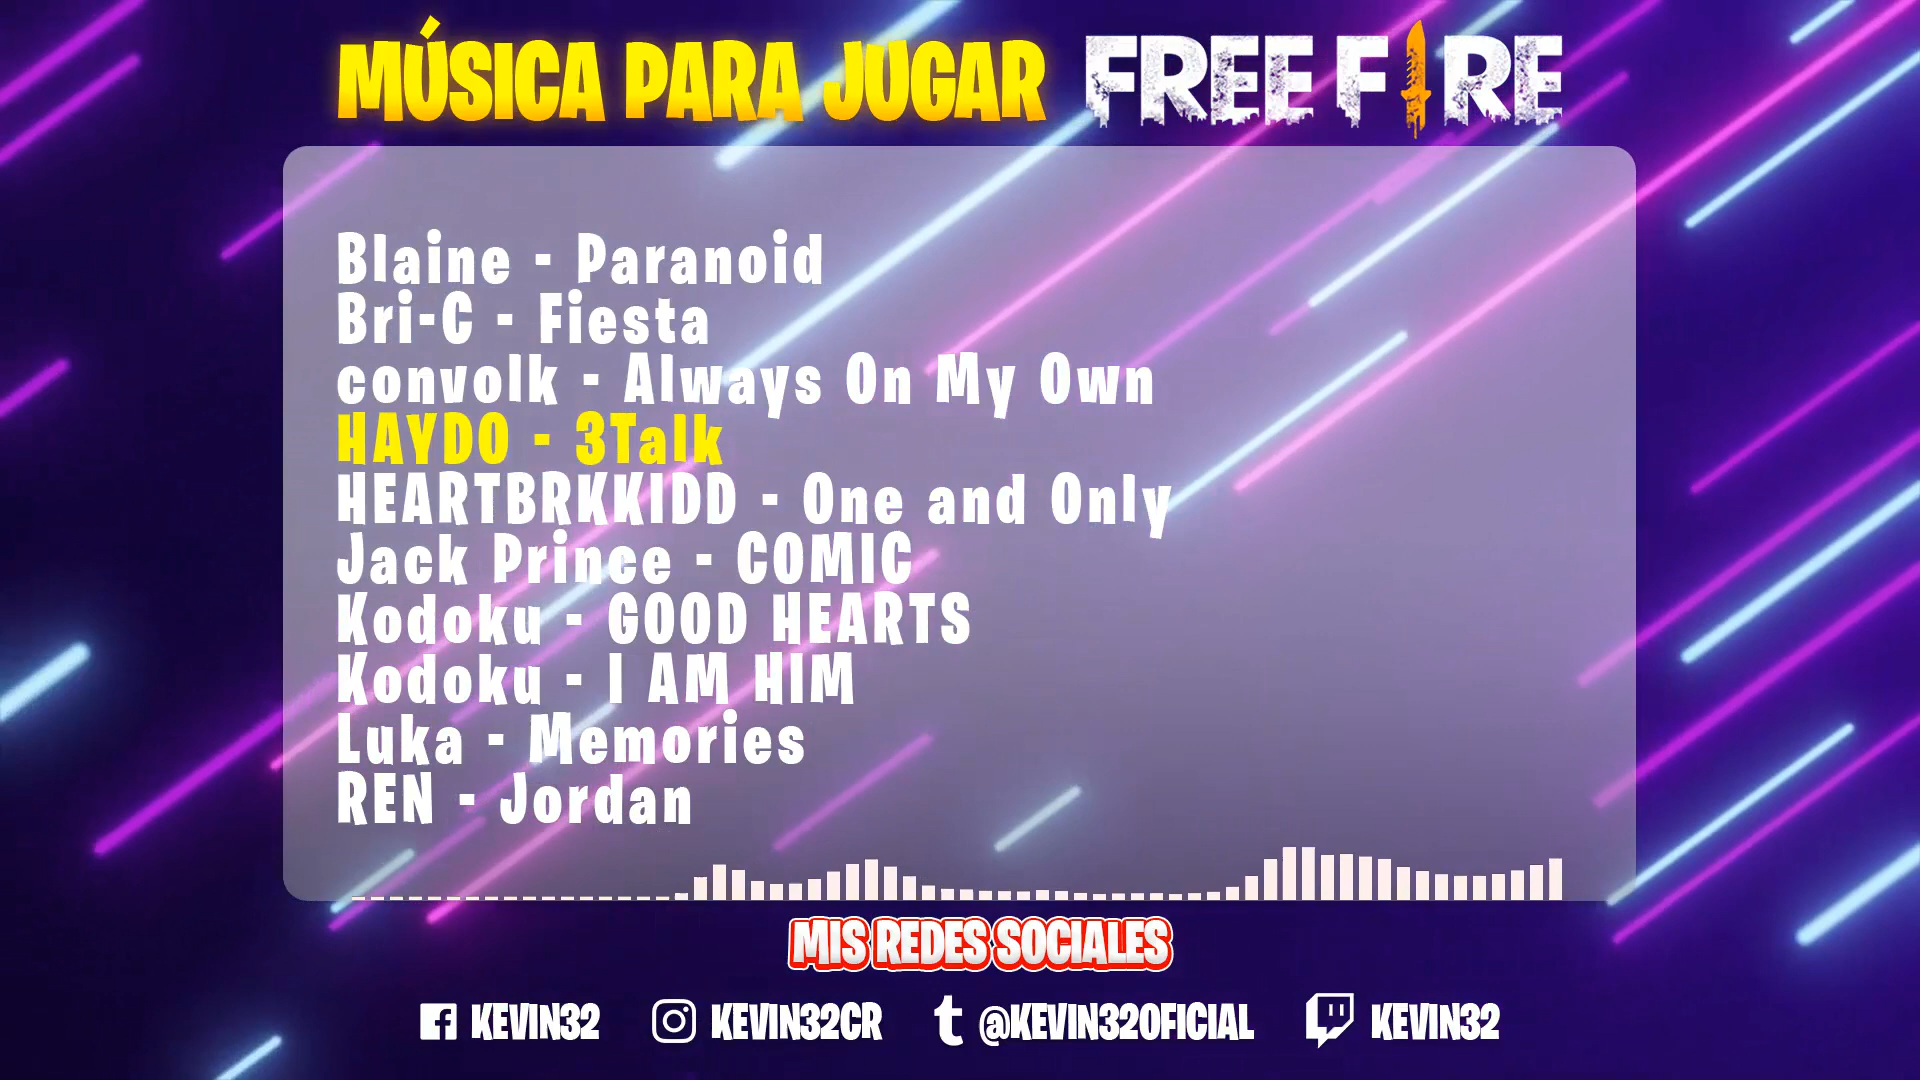 MÚSICA PARA JUGAR FREE FIRE
Blaine - Paranoid
Bri-C - Fiesta
convolk - Always On My Own
HAYDO - 3Talk
HEARTBRKKIDD - One and Only
Jack Prince - COMIC
Kodoku - GOOD HEARTS
Kodoku - I AM HIM
Luka - Memories
REN - Jordan
MIS REDES SOCIALES
KEVIN32 KEVIN32CR @KEVIN32OFICIAL KEVIN32